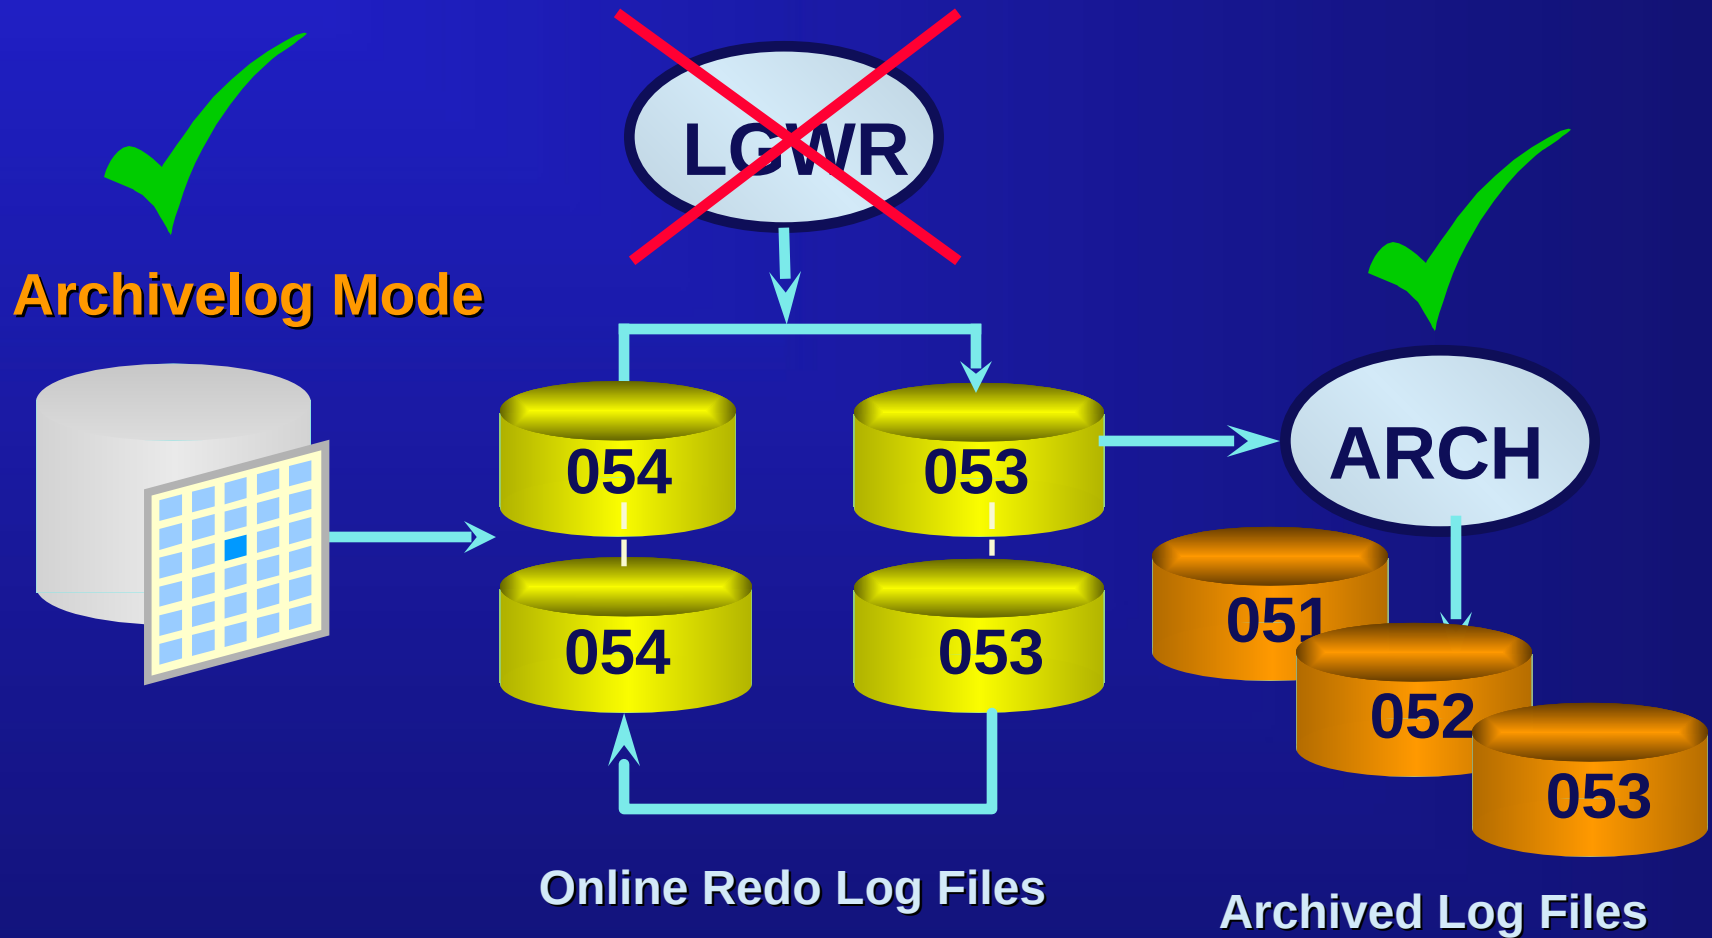 LGWR
Archivelog Mode
054
053
ARCH
054
053
051
052
053
Online Redo Log Files
Archived Log Files